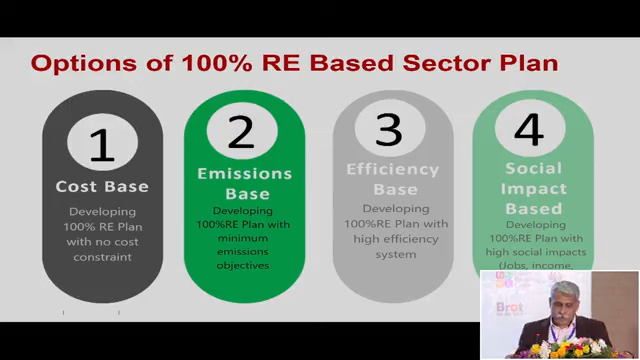 Options of 100% RE Based Sector Plan
1
Cost Base
Developing
100% RE Plan
with no cost
constraint
2
Emissions
Base
Developing
100%RE Plan with
minimum
emissions
objectives
3
Efficiency
Base
Developing
100%RE Plan with
high efficiency
system
4
Social
Impact
Based
Developing
100%RE Plan with
high social impacts
(Jobs, income,